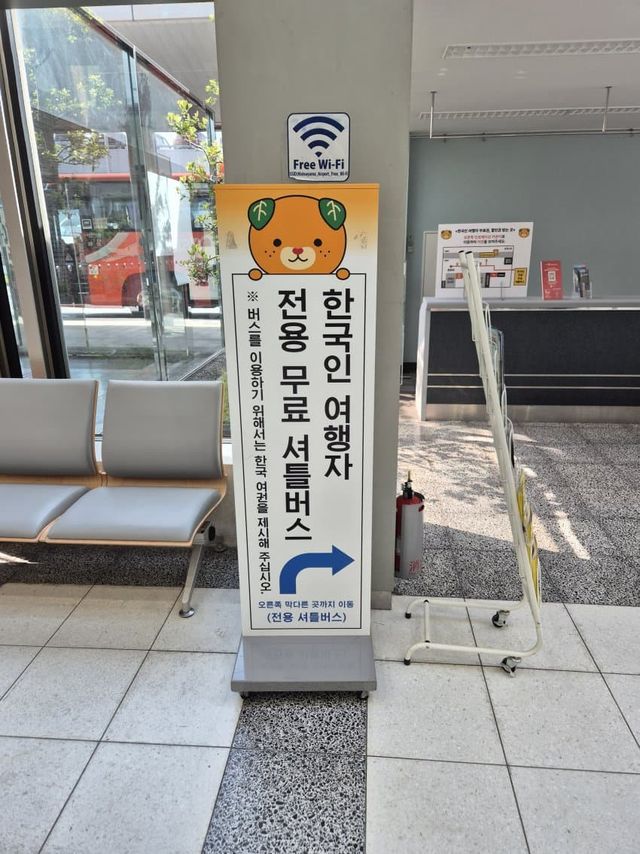 Free Wi-Fi
한국인 여행자
전용 무료 셔틀버스
※ 버스를 이용하기 위해서는 한국 여권을 제시해 주십시오.
오른쪽 막다른 곳까지 이동
(전용 셔틀버스)
消